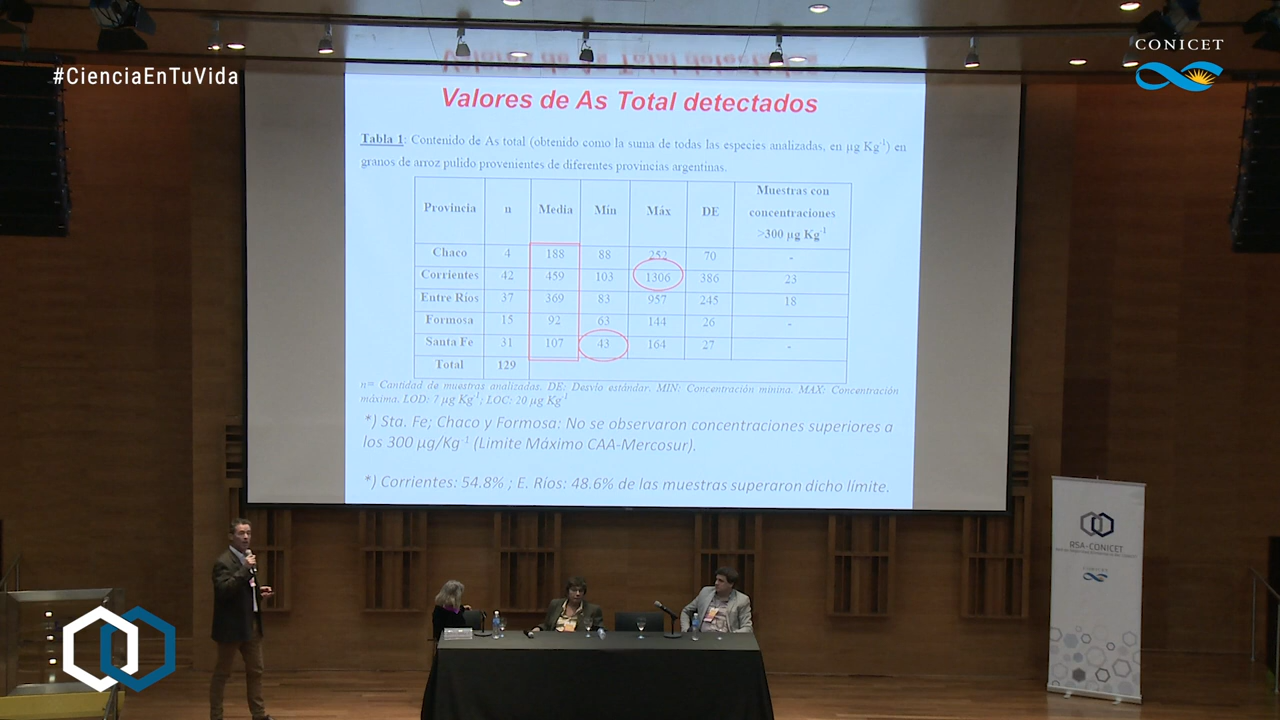 CONICET
#CienciaEnTuVida
Valores de As Total detectados
Tabla 1: Contenido de As total (obtenido como la suma de todas las especies analizadas, en µg Kg-1) en
granos de arroz pulido provenientes de diferentes provincias argentinas.
Provincia n Media Mín Máx DE Muestras con concentraciones >300 µg Kg-1
Chaco 4 188 88 252 70 -
Corrientes 42 459 103 1306 386 23
Entre Ríos 37 369 83 957 245 18
Formosa 15 92 63 144 26 -
Santa Fe 31 107 43 164 27 -
Total 129
n= Cantidad de muestras analizadas. DE: Desvío estándar. MIN: Concentración mínima. MAX: Concentración
máxima. LOD: 7 µg Kg-1; LOC: 20 µg Kg-1
*) Sta. Fe; Chaco y Formosa: No se observaron concentraciones superiores a
los 300 µg/Kg-1 (Limite Máximo CAA-Mercosur).
*) Corrientes: 54.8% ; E. Ríos: 48.6% de las muestras superaron dicho límite.
RSA-CONICET
CONICET